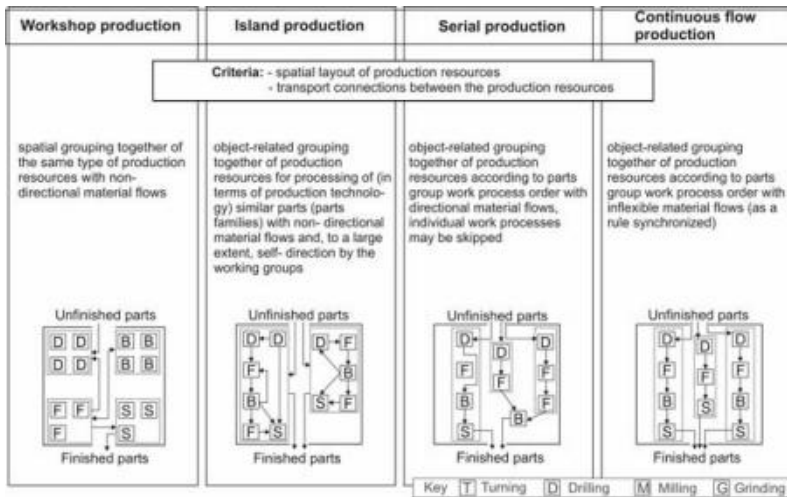 Workshop production
Island production
Serial production
Continuous flow
production
Criteria: - spatial layout of production resources
- transport connections between the production resources
spatial grouping together of
the same type of production
resources with non-
directional material flows
object-related grouping
together of production
resources for processing of (in
terms of production technolo-
gy) similar parts (parts
families) with non- directional
material flows and, to a large
extent, self- direction by the
working groups
object-related grouping
together of production
resources according to parts
group work process order with
directional material flows,
individual work processes
may be skipped
object-related grouping
together of production
resources according to parts
group work process order with
inflexible material flows (as a
rule synchronized)
Unfinished parts
D D B B
D D B B
F F S S
F S
Finished parts
Unfinished parts
D D D F
F B
B S F
F S
Finished parts
Unfinished parts
D D D
F F F
B B F
S
Finished parts
Unfinished parts
D D D
F F F
B S B
S S
Finished parts
Key T Turning D Drilling M Milling G Grinding